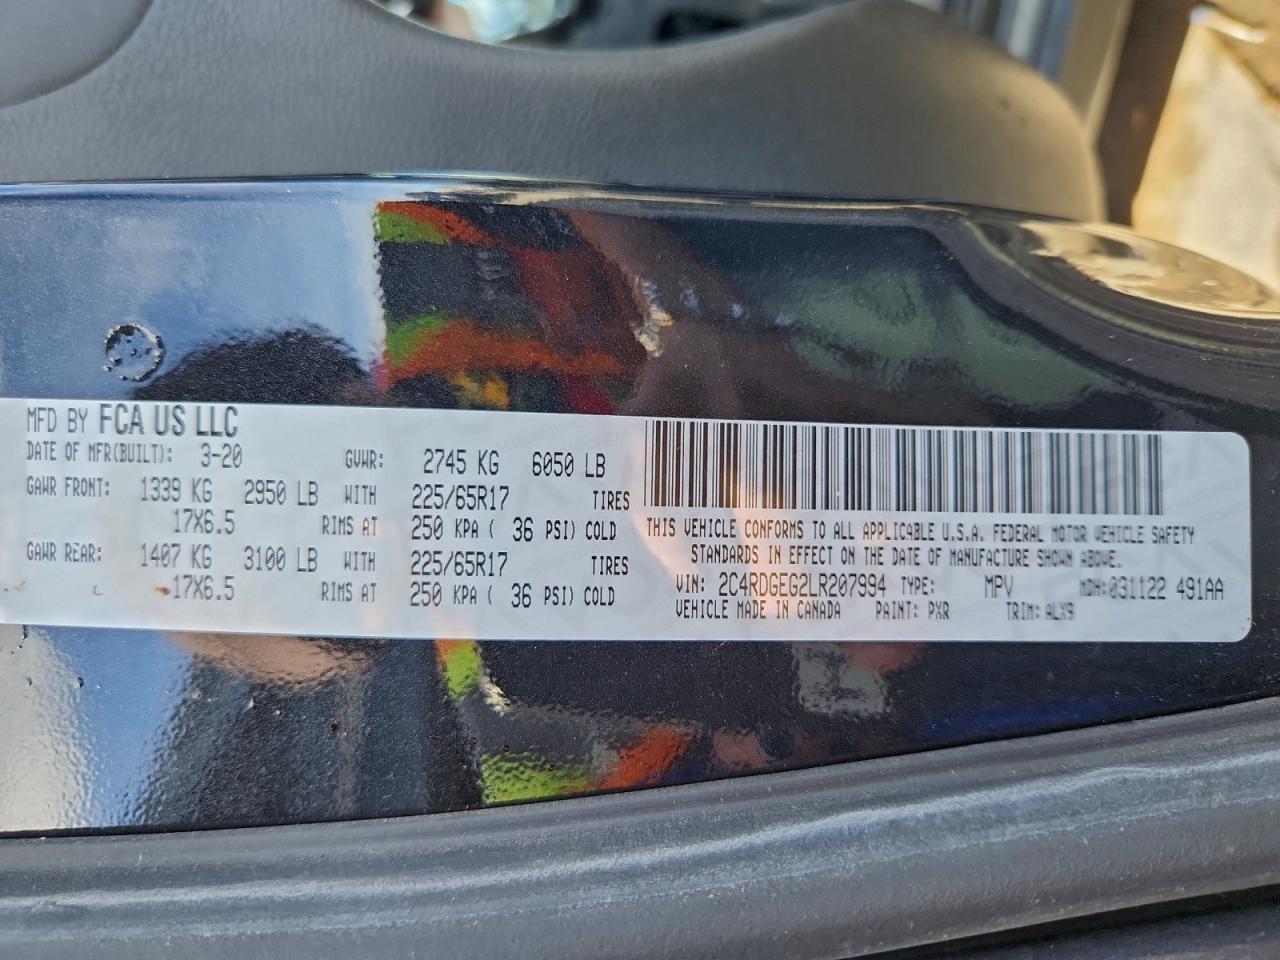 MFD BY FCA US LLC
DATE OF MFR(BUILT): 3-20 GVWR: 2745 KG 6050 LB
GAWR FRONT: 1339 KG 2950 LB WITH 225/65R17 TIRES
17X6.5 RIMS AT 250 KPA ( 36 PSI) COLD
GAWR REAR: 1407 KG 3100 LB WITH 225/65R17 TIRES
17X6.5 RIMS AT 250 KPA ( 36 PSI) COLD
THIS VEHICLE CONFORMS TO ALL APPLICABLE U.S.A. FEDERAL MOTOR VEHICLE SAFETY
STANDARDS IN EFFECT ON THE DATE OF MANUFACTURE SHOWN ABOVE.
VIN: 2C4RDGEG2LR207994 TYPE: MPV MDH: 031122 491AA
VEHICLE MADE IN CANADA PAINT: PXR TRIM: ALX9